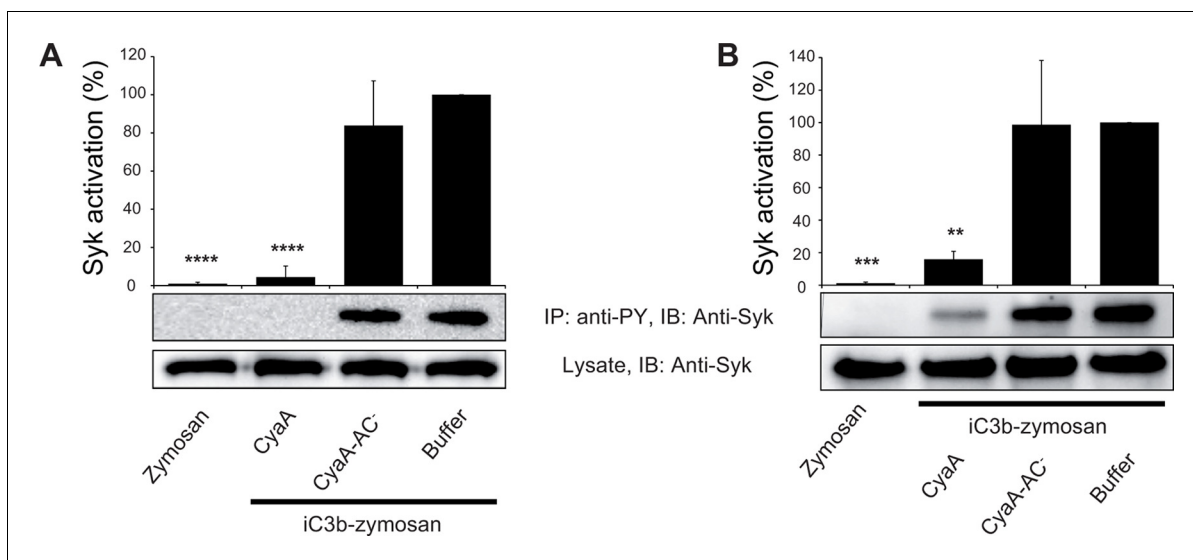 A
Syk activation (%)
120
100
80
60
40
20
0
****
****
Zymosan
CyaA
CyaA-AC-
Buffer
iC3b-zymosan
IP: anti-PY, IB: Anti-Syk
Lysate, IB: Anti-Syk
B
Syk activation (%)
140
120
100
80
60
40
20
0
***
**
Zymosan
iC3b-zymosan
CyaA
CyaA-AC-
Buffer